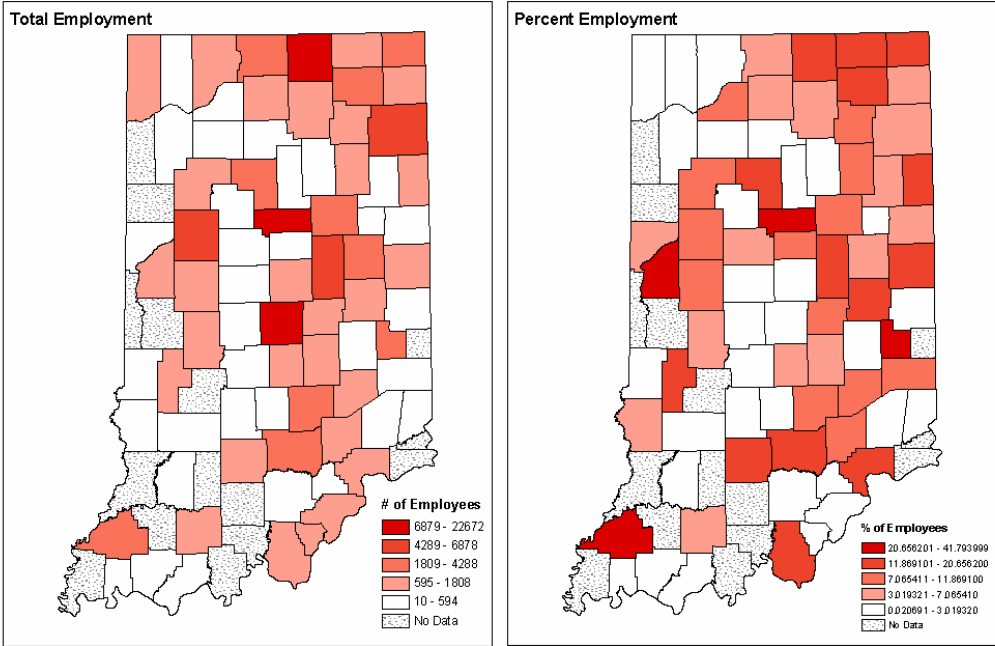 Total Employment
# of Employees
6879 - 22672
4289 - 6878
1809 - 4288
595 - 1808
10 - 594
No Data
Percent Employment
% of Employees
20.656201 - 41.793999
11.869101 - 20.656200
7.065411 - 11.869100
3.019321 - 7.065410
0.020691 - 3.019320
No Data